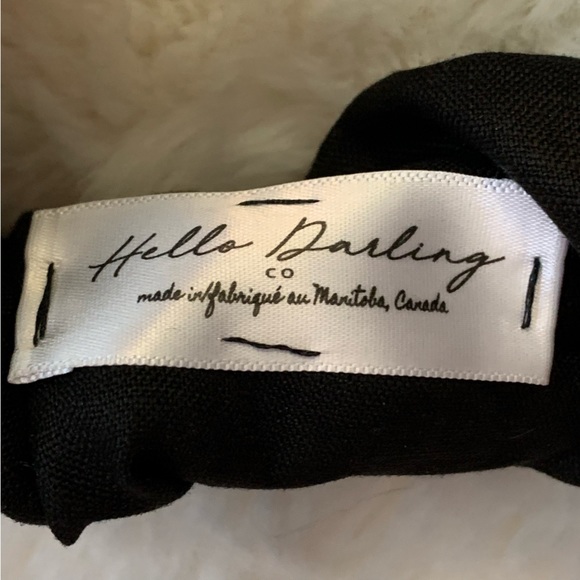 Hello Darling
CO
made in/fabriqué au Manitoba, Canada